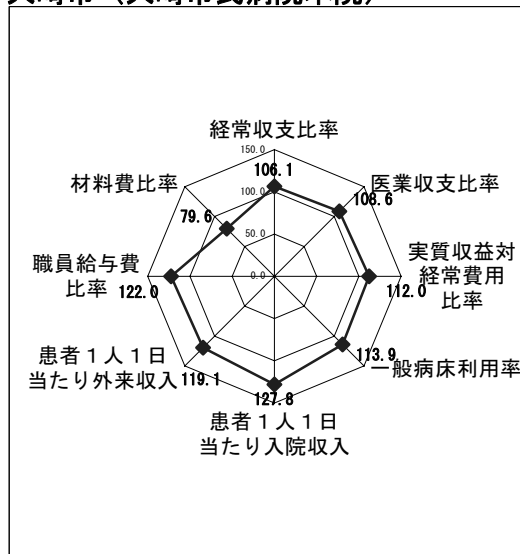 経常収支比率
150.0
106.1
材料費比率
医業収支比率
100.0
108.6
79.6
50.0
職員給与費
比率
実質収益対
経常費用
比率
0.0
122.0
112.0
患者１人１日
当たり外来収入
113.9
一般病床利用率
119.1
127.8
患者１人１日
当たり入院収入